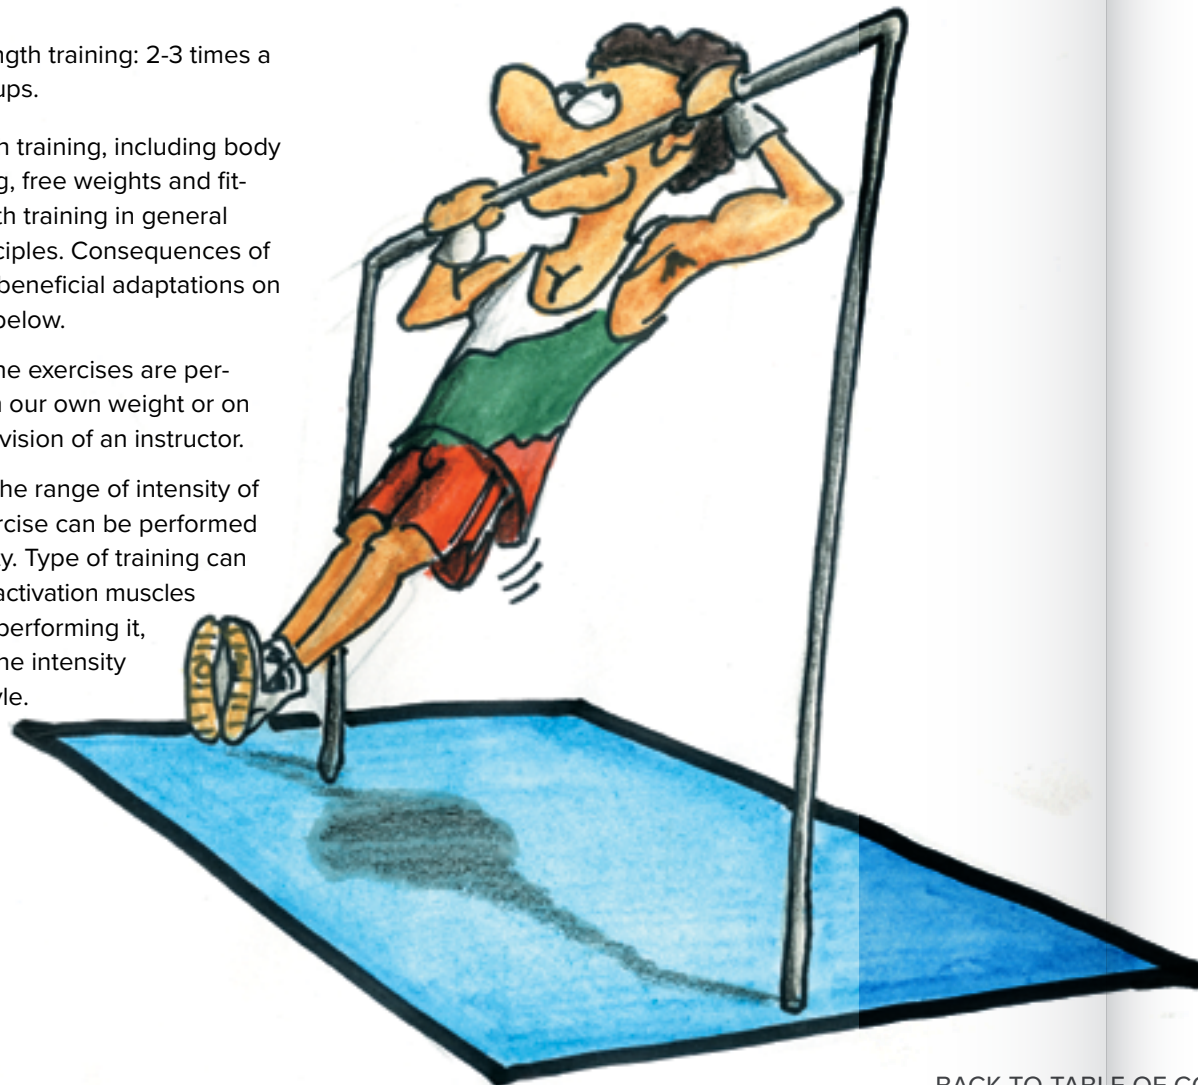 ngth training: 2-3 times a
ups.
n training, including body
g, free weights and fit-
th training in general
ciples. Consequences of
beneficial adaptations on
below.
ne exercises are per-
n our own weight or on
vision of an instructor.
he range of intensity of
rcise can be performed
y. Type of training can
activation muscles
performing it,
ne intensity
yle.
BACK TO TABLE OF CO